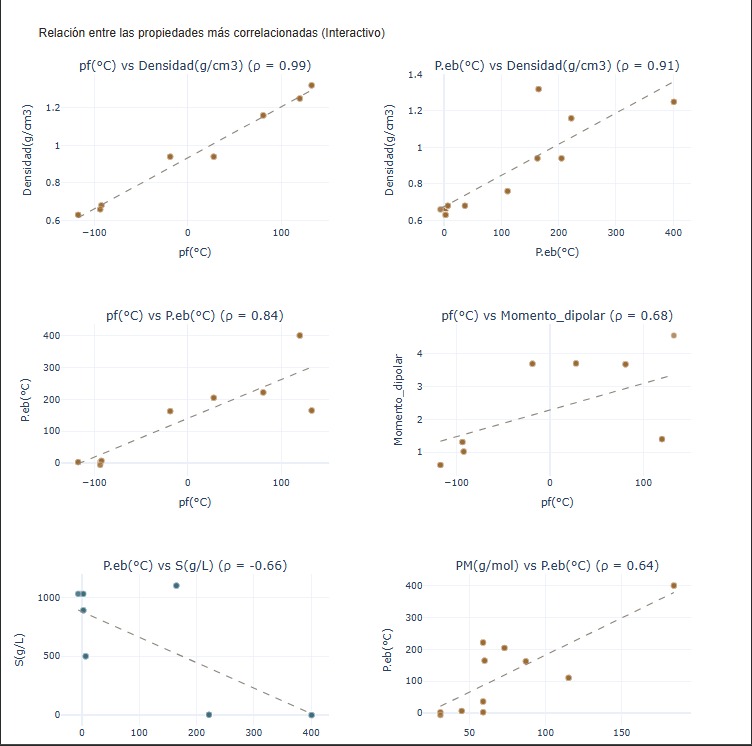 Relación entre las propiedades más correlacionadas (Interactivo)
pf(°C) vs Densidad(g/cm3) (ρ = 0.99)
Densidad(g/cm3)
1.2
1
0.8
0.6
−100 0 100
pf(°C)
P.eb(°C) vs Densidad(g/cm3) (ρ = 0.91)
Densidad(g/cm3)
1.4
1.2
1
0.8
0.6
0 100 200 300 400
P.eb(°C)
pf(°C) vs P.eb(°C) (ρ = 0.84)
P.eb(°C)
400
300
200
100
0
−100 0 100
pf(°C)
pf(°C) vs Momento_dipolar (ρ = 0.68)
Momento_dipolar
4
3
2
1
−100 0 100
pf(°C)
P.eb(°C) vs S(g/L) (ρ = -0.66)
S(g/L)
1000
500
0
0 100 200 300 400
PM(g/mol) vs P.eb(°C) (ρ = 0.64)
P.eb(°C)
400
300
200
100
0
50 100 150